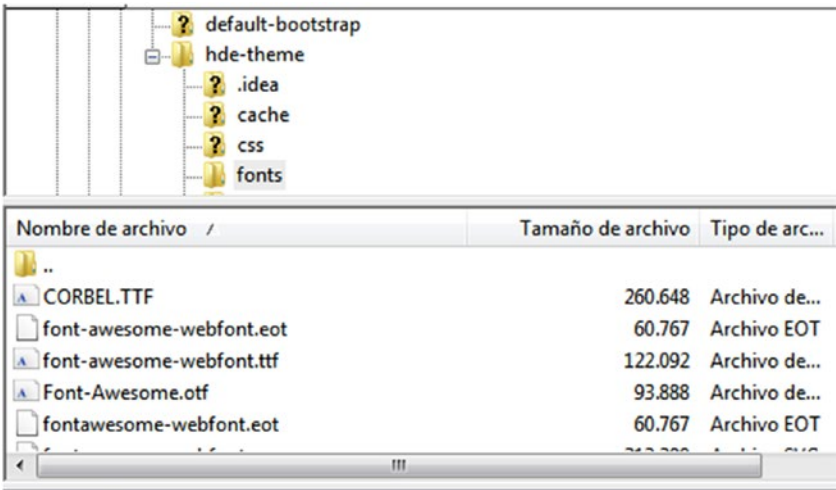 default-bootstrap
hde-theme
.idea
cache
css
fonts
Nombre de archivo / Tamaño de archivo Tipo de arc...
..
CORBEL.TTF 260.648 Archivo de...
font-awesome-webfont.eot 60.767 Archivo EOT
font-awesome-webfont.ttf 122.092 Archivo de...
Font-Awesome.otf 93.888 Archivo de...
fontawesome-webfont.eot 60.767 Archivo EOT